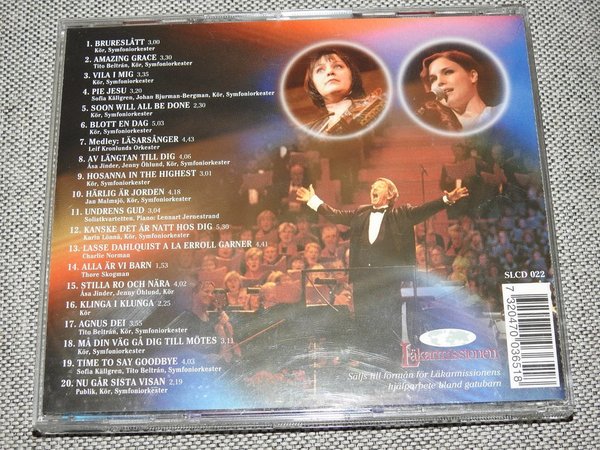 1. BRURESLÅTT 3,00
Kör, Symfoniorkester
2. AMAZING GRACE 3,30
Tito Beltrán, Kör, Symfoniorkester
3. VILA I MIG 3,35
Kör, Symfoniorkester
4. PIE JESU 3,20
Sofia Källgren, Johan Bjurman-Bergman, Kör, Symfoniorkester
5. SOON WILL ALL BE DONE 2,30
Kör, Symfoniorkester
6. BLOTT EN DAG 5,03
Kör, Symfoniorkester
7. Medley: LÄSARSÅNGER 4,43
Leif Kronlunds Orkester
8. AV LÄNGTAN TILL DIG 4,06
Åsa Jinder, Jenny Öhlund, Kör, Symfoniorkester
9. HOSANNA IN THE HIGHEST 3,01
Kör, Symfoniorkester
10. HÄRLIG ÄR JORDEN 4,18
Jan Malmsjö, Kör, Symfoniorkester
11. UNDRENS GUD 3,04
Solistkvartetten, Piano: Lennart Jernestrand
12. KANSKE DET ÄR NATT HOS DIG 5,36
Karin Lönnå, Kör, Symfoniorkester
13. LASSE DAHLQUIST A LA ERROLL GARNER 4,41
Charlie Norman
14. ALLA ÄR VI BARN 1,53
Thore Skogman
15. STILLA RO OCH NÄRA 4,02
Åsa Jinder, Jenny Öhlund, Kör
16. KLINGA I KLUNGA 2,25
Kör
17. AGNUS DEI 3,55
Tito Beltrán, Kör, Symfoniorkester
18. MÅ DIN VÄG GÅ DIG TILL MÖTES 3,11
Kör, Symfoniorkester
19. TIME TO SAY GOODBYE 4,03
Sofia Källgren, Tito Beltrán, Kör, Symfoniorkester
20. NU GÅR SISTA VISAN 2,19
Publik, Kör, Symfoniorkester
SLCD 022
7 320470 036518
Läkarmissionen
Säljs till förmån för Läkarmissionens
hjälparbete bland gatubarn